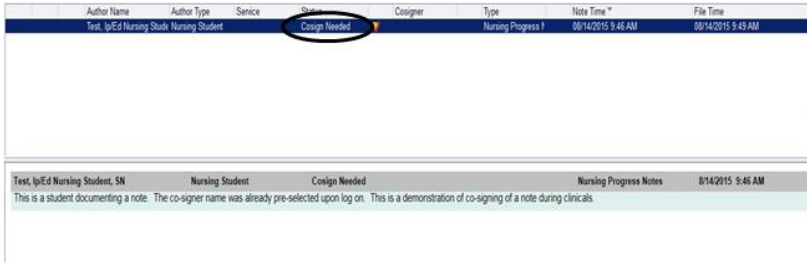 Author Name Author Type Service Status Cosigner Type Note Time File Time
Test, Ip/Ed Nursing Stude Nursing Student Cosign Needed Nursing Progress N 08/14/2015 9:46 AM 08/14/2015 9:49 AM
Test, Ip/Ed Nursing Student, SN Nursing Student Cosign Needed Nursing Progress Notes 8/14/2015 9:46 AM
This is a student documenting a note. The co-signer name was already pre-selected upon log on. This is a demonstration of co-signing of a note during clinicals.